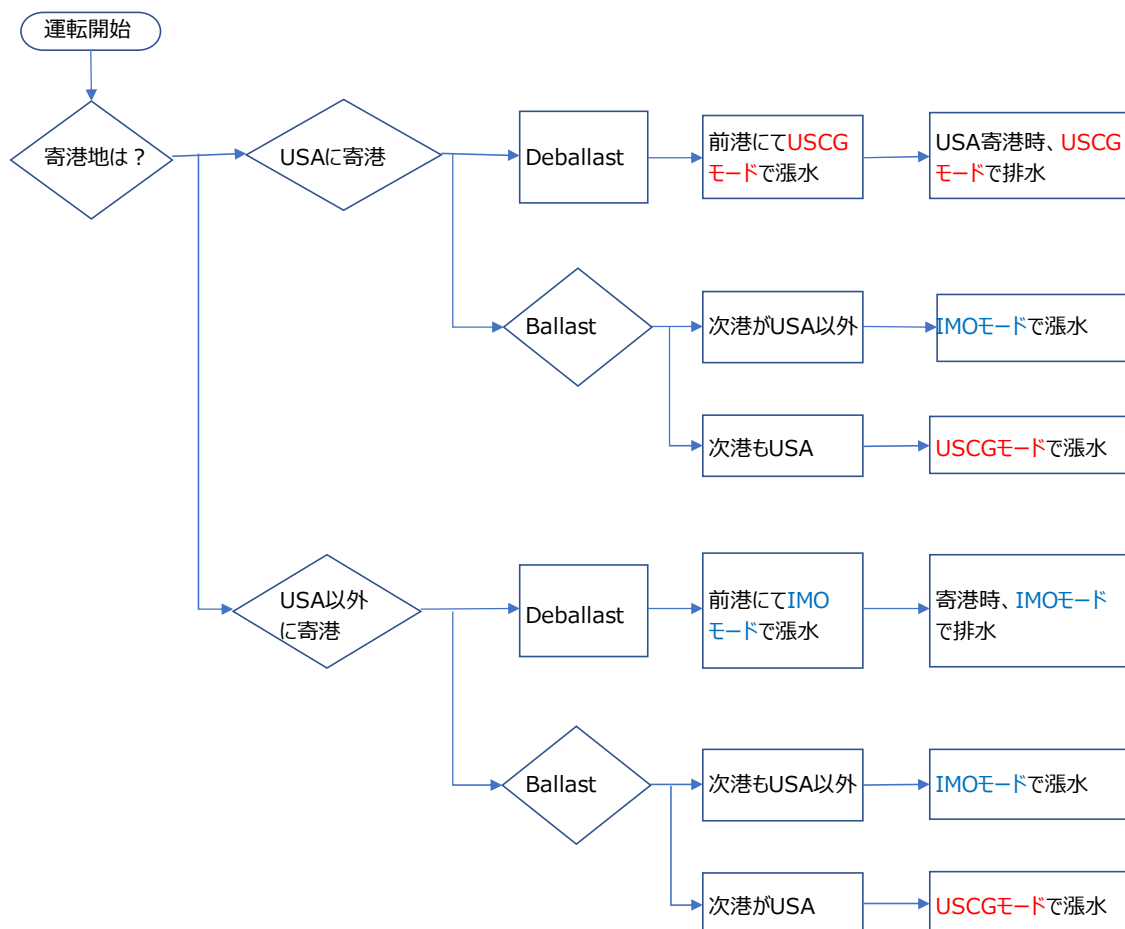 運転開始
寄港地は？
USAに寄港
Deballast
前港にてUSCG
モードで漲水
USA寄港時、USCG
モードで排水
Ballast
次港がUSA以外
IMOモードで漲水
次港もUSA
USCGモードで漲水
USA以外
に寄港
Deballast
前港にてIMO
モードで漲水
寄港時、IMOモード
で排水
Ballast
次港もUSA以外
IMOモードで漲水
次港がUSA
USCGモードで漲水